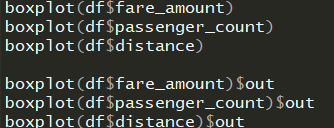 boxplot(df$fare_amount)
boxplot(df$passenger_count)
boxplot(df$distance)
boxplot(df$fare_amount)$out
boxplot(df$passenger_count)$out
boxplot(df$distance)$out